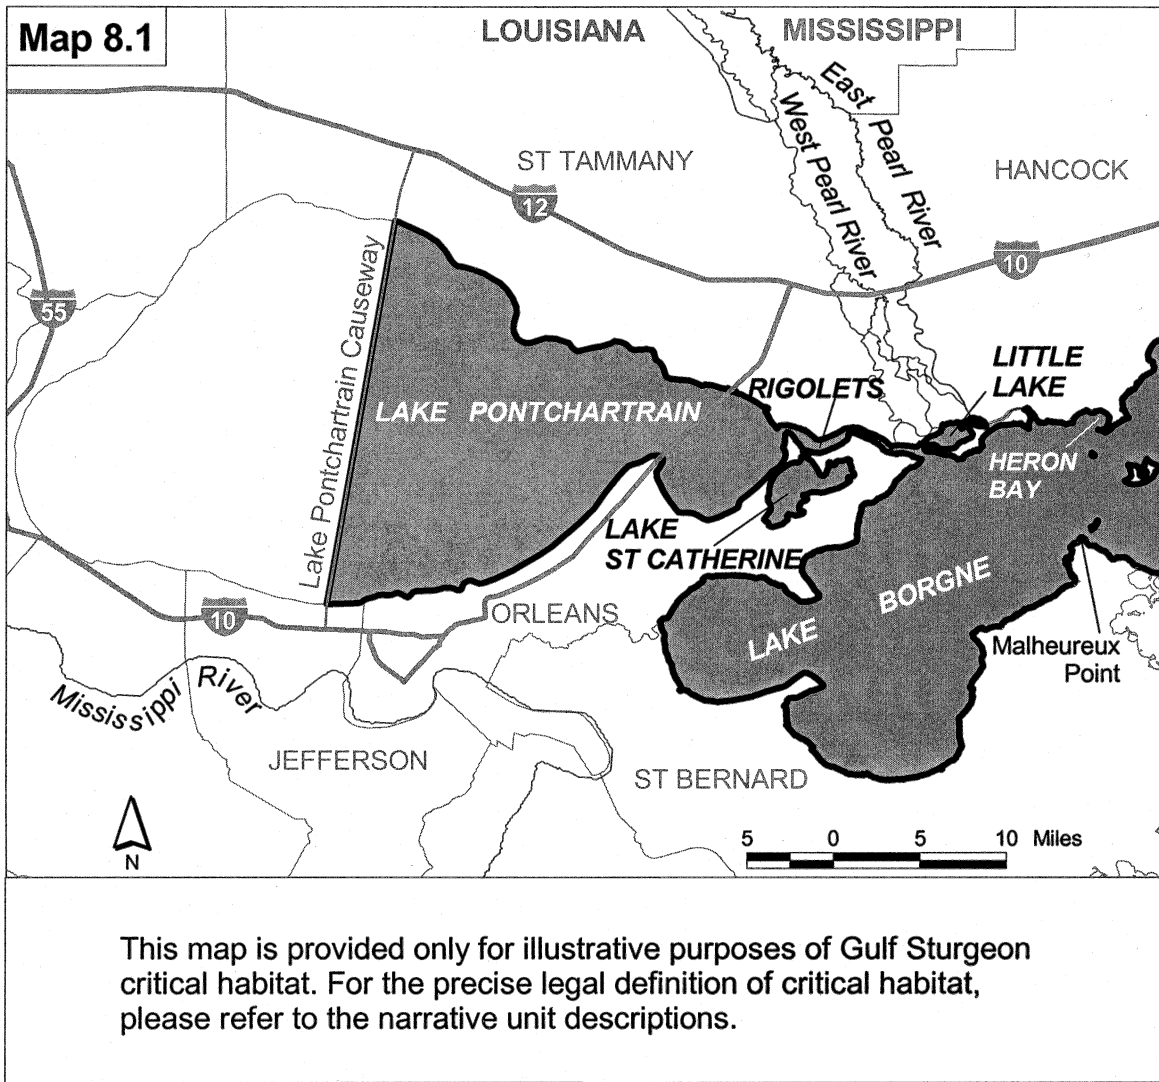 Map 8.1
LOUISIANA
MISSISSIPPI
East Pearl River
West Pearl River
ST TAMMANY
HANCOCK
12
10
55
Lake Pontchartrain Causeway
LITTLE
LAKE
RIGOLETS
LAKE PONTCHARTRAIN
HERON
BAY
LAKE
ST CATHERINE
LAKE BORGNE
ORLEANS
10
Malheureux
Point
Mississippi River
JEFFERSON
ST BERNARD
N
5 0 5 10 Miles
This map is provided only for illustrative purposes of Gulf Sturgeon
critical habitat. For the precise legal definition of critical habitat,
please refer to the narrative unit descriptions.